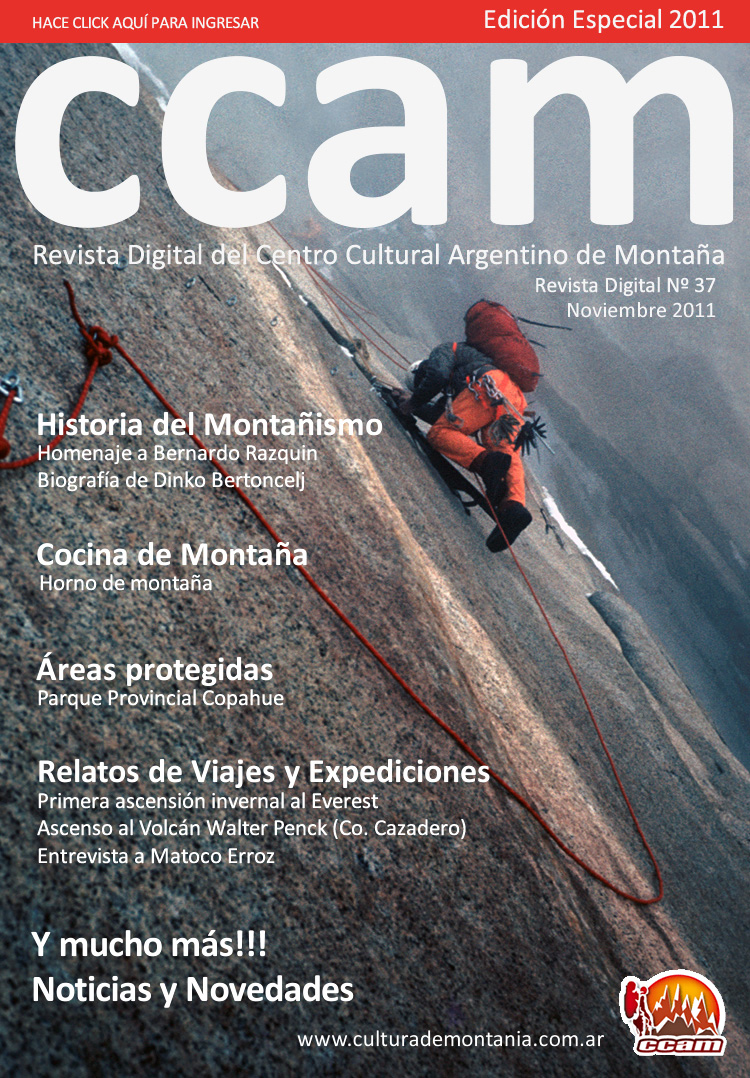 HACE CLICK AQUÍ PARA INGRESAR
Edición Especial 2011
ccam
Revista Digital del Centro Cultural Argentino de Montaña
Revista Digital Nº 37
Noviembre 2011
Historia del Montañismo
Homenaje a Bernardo Razquin
Biografía de Dinko Bertoncelj
Cocina de Montaña
Horno de montaña
Áreas protegidas
Parque Provincial Copahue
Relatos de Viajes y Expediciones
Primera ascensión invernal al Everest
Ascenso al Volcán Walter Penck (Co. Cazadero)
Entrevista a Matoco Erroz
Y mucho más!!!
Noticias y Novedades
www.culturademontania.com.ar
ccam